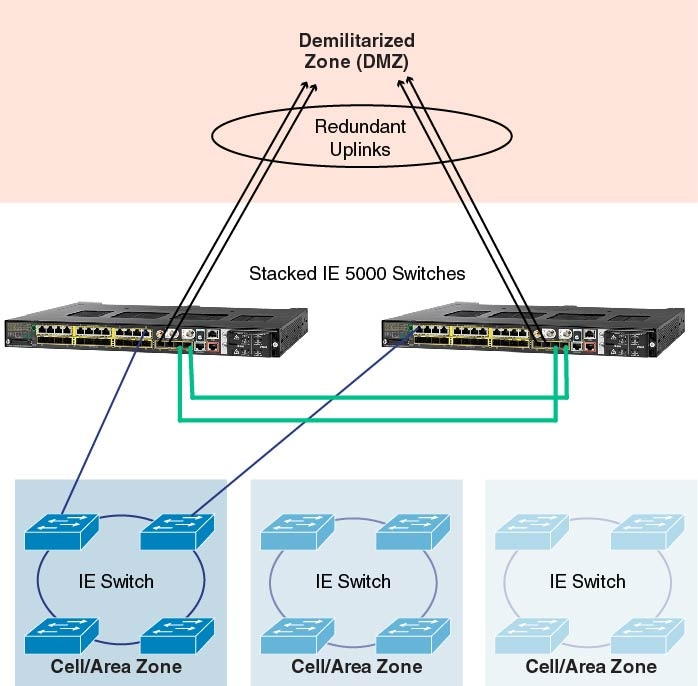 Demilitarized
Zone (DMZ)
Redundant
Uplinks
Stacked IE 5000 Switches
IE Switch
IE Switch
IE Switch
Cell/Area Zone
Cell/Area Zone
Cell/Area Zone